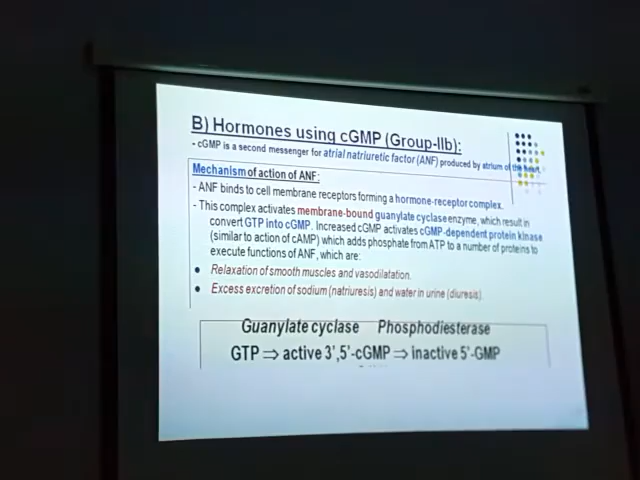 B) Hormones using cGMP (Group-IIb):
- cGMP is a second messenger for atrial natriuretic factor (ANF) produced by atrium of the heart.
Mechanism of action of ANF:
- ANF binds to cell membrane receptors forming a hormone-receptor complex.
- This complex activates membrane-bound guanylate cyclase enzyme, which result in
convert GTP into cGMP. Increased cGMP activates cGMP-dependent protein kinase
(similar to action of cAMP) which adds phosphate from ATP to a number of proteins to
execute functions of ANF, which are:
● Relaxation of smooth muscles and vasodilatation.
● Excess excretion of sodium (natriuresis) and water in urine (diuresis).
Guanylate cyclase Phosphodiesterase
GTP ⇒ active 3',5'-cGMP ⇒ inactive 5'-GMP